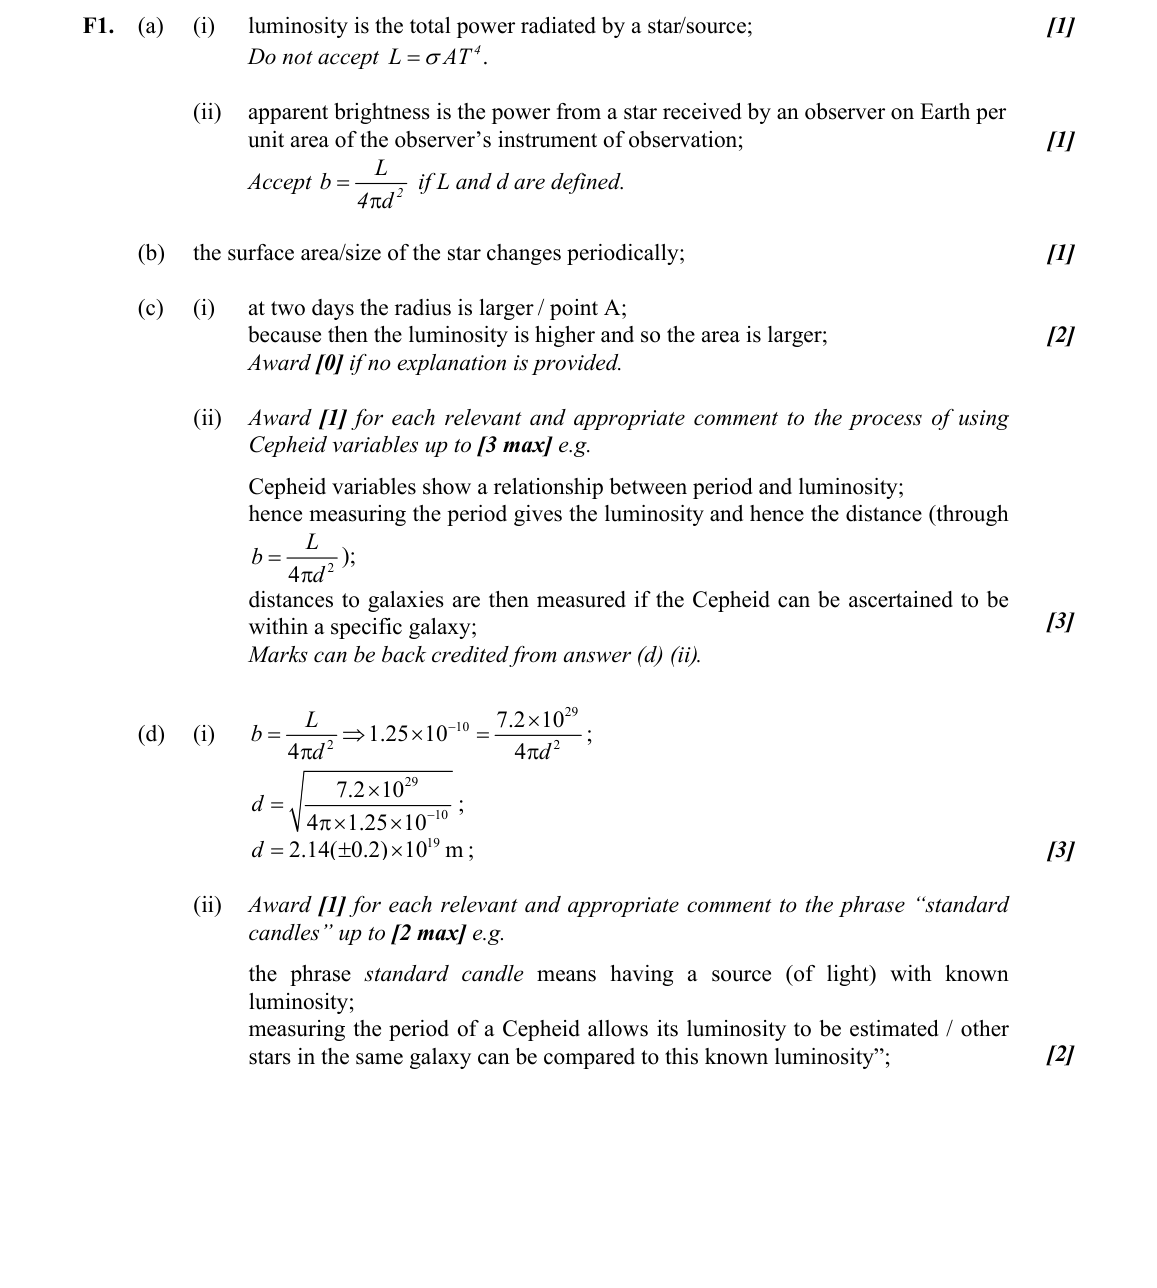 F1. (a) (i) luminosity is the total power radiated by a star/source; [1]
Do not accept L = σAT⁴.
(ii) apparent brightness is the power from a star received by an observer on Earth per
unit area of the observer's instrument of observation; [1]
Accept b = L / 4πd² if L and d are defined.
(b) the surface area/size of the star changes periodically; [1]
(c) (i) at two days the radius is larger / point A;
because then the luminosity is higher and so the area is larger; [2]
Award [0] if no explanation is provided.
(ii) Award [1] for each relevant and appropriate comment to the process of using
Cepheid variables up to [3 max] e.g.
Cepheid variables show a relationship between period and luminosity;
hence measuring the period gives the luminosity and hence the distance (through
b = L / 4πd² );
distances to galaxies are then measured if the Cepheid can be ascertained to be
within a specific galaxy; [3]
Marks can be back credited from answer (d) (ii).
(d) (i) b = L / 4πd² ⇒ 1.25×10⁻¹⁰ = 7.2×10²⁹ / 4πd² ;
d = √(7.2×10²⁹ / 4π×1.25×10⁻¹⁰) ;
d = 2.14(±0.2)×10¹⁹ m ; [3]
(ii) Award [1] for each relevant and appropriate comment to the phrase "standard
candles" up to [2 max] e.g.
the phrase standard candle means having a source (of light) with known
luminosity;
measuring the period of a Cepheid allows its luminosity to be estimated / other
stars in the same galaxy can be compared to this known luminosity"; [2]